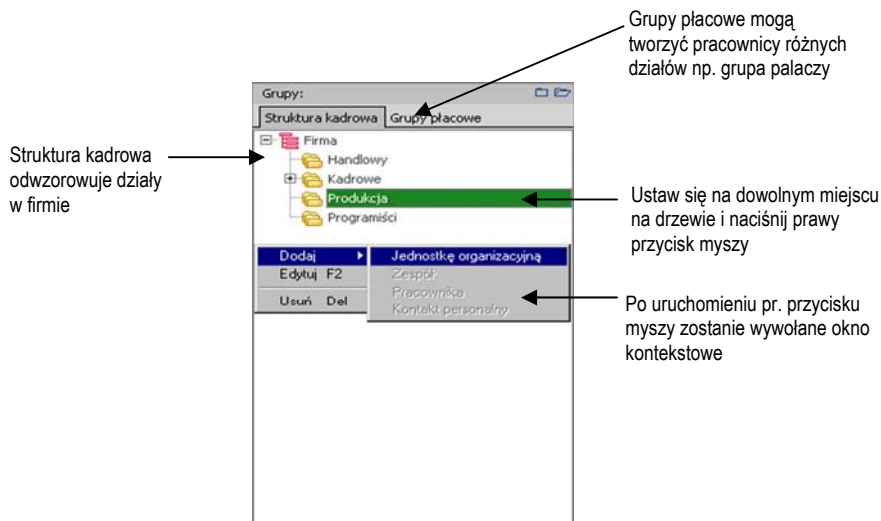 Grupy płacowe mogą
tworzyć pracownicy różnych
działów np. grupa palaczy
Grupy:
Struktura kadrowa Grupy płacowe
Firma
Handlowy
Kadrowe
Produkcja
Programiści
Struktura kadrowa
odwzorowuje działy
w firmie
Ustaw się na dowolnym miejscu
na drzewie i naciśnij prawy
przycisk myszy
Dodaj Jednostkę organizacyjną
Edytuj F2 Zespół
Pracownika
Usuń Del Kontakt personalny
Po uruchomieniu pr. przycisku
myszy zostanie wywołane okno
kontekstowe